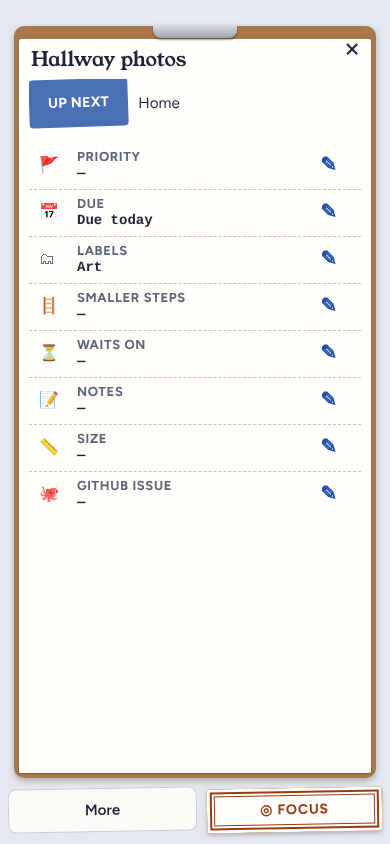 Hallway photos
✕
UP NEXT
Home
PRIORITY
—
DUE
Due today
LABELS
Art
SMALLER STEPS
—
WAITS ON
—
NOTES
—
SIZE
—
GITHUB ISSUE
—
More
◎ FOCUS